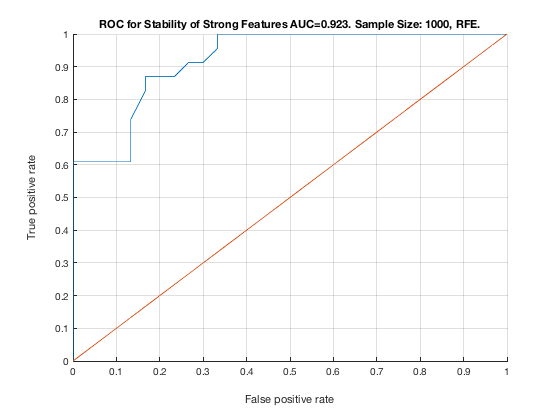 ROC for Stability of Strong Features AUC=0.923. Sample Size: 1000, RFE.
1
0.9
0.8
0.7
0.6
0.5
0.4
0.3
0.2
0.1
0
True positive rate
0 0.1 0.2 0.3 0.4 0.5 0.6 0.7 0.8 0.9 1
False positive rate